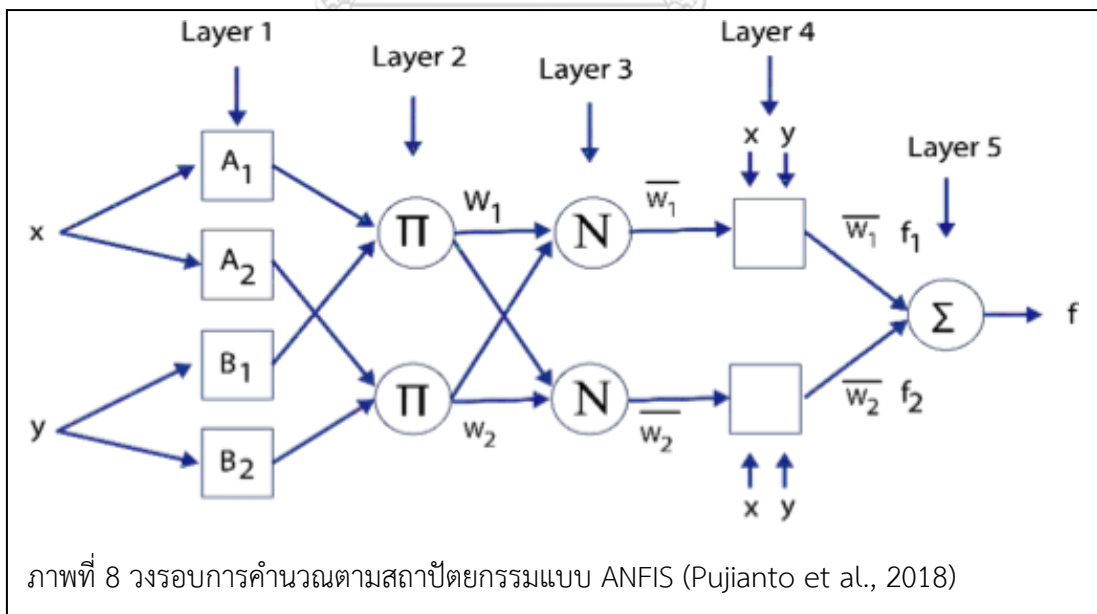 Layer 1
Layer 2
Layer 3
Layer 4
Layer 5
x y
A₁
x
A₂
B₁
y
B₂
Π
W₁
N
w̅₁
w̅₁ f₁
Σ
f
Π
w₂
N
w̅₂
w̅₂ f₂
x y
ภาพที่ 8 วงรอบการคำนวณตามสถาปัตยกรรมแบบ ANFIS (Pujianto et al., 2018)